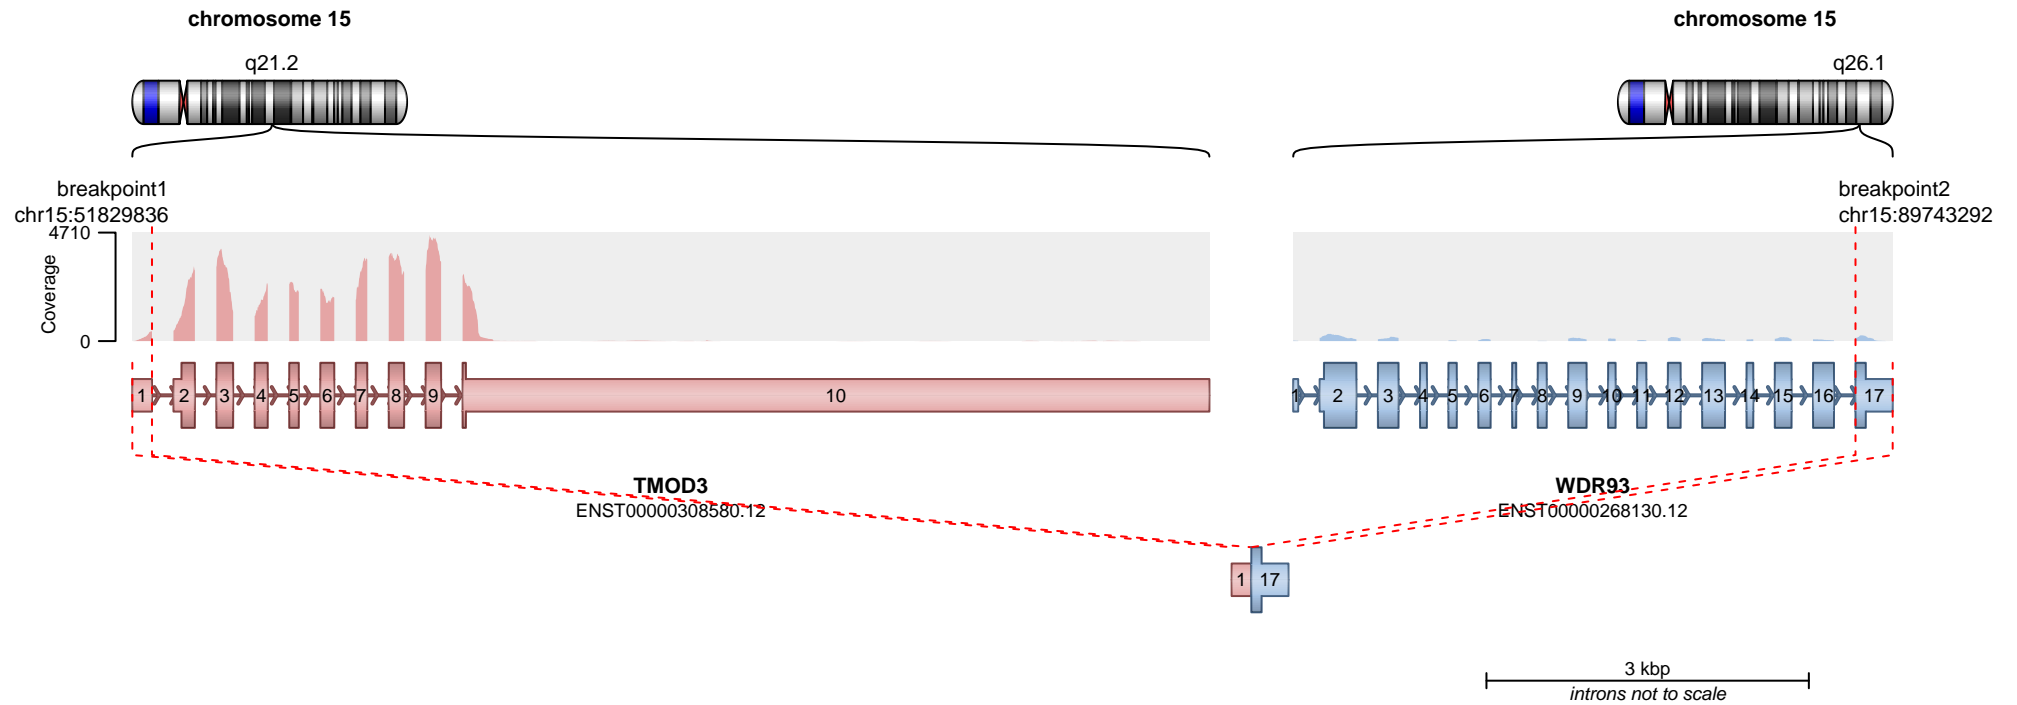 chromosome 15
chromosome 15
q21.2
q26.1
breakpoint1
chr15:51829836
breakpoint2
chr15:89743292
4710
Coverage
0
1 2 3 4 5 6 7 8 9 10
1 2 3 4 5 6 7 8 9 10 11 12 13 14 15 16 17
TMOD3
ENST00000308580.12
WDR93
ENST00000268130.12
1 17
3 kbp
introns not to scale